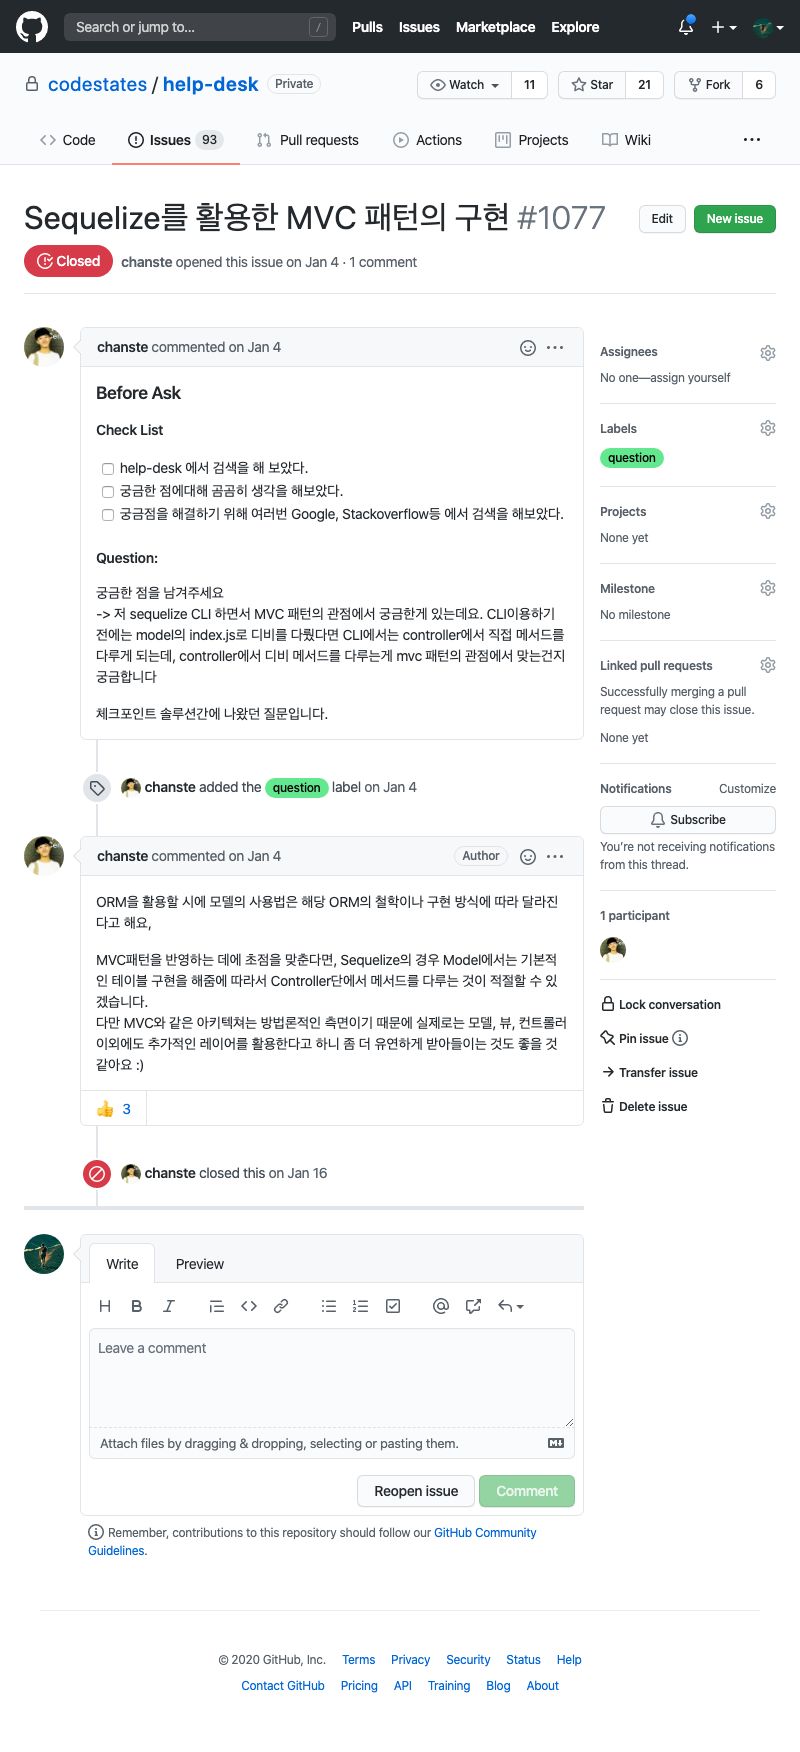 Search or jump to... /
Pulls Issues Marketplace Explore
codestates / help-desk Private
Watch 11 Star 21 Fork 6
Code Issues 93 Pull requests Actions Projects Wiki ...
Sequelize를 활용한 MVC 패턴의 구현 #1077
Edit New issue
Closed chanste opened this issue on Jan 4 · 1 comment
chanste commented on Jan 4
Before Ask
Check List
help-desk 에서 검색을 해 보았다.
궁금한 점에대해 곰곰히 생각을 해보았다.
궁금점을 해결하기 위해 여러번 Google, Stackoverflow등 에서 검색을 해보았다.
Question:
궁금한 점을 남겨주세요
-> 저 sequelize CLI 하면서 MVC 패턴의 관점에서 궁금한게 있는데요. CLI이용하기
전에는 model의 index.js로 디비를 다뤘다면 CLI에서는 controller에서 직접 메서드를
다루게 되는데, controller에서 디비 메서드를 다루는게 mvc 패턴의 관점에서 맞는건지
궁금합니다
체크포인트 솔루션간에 나왔던 질문입니다.
chanste added the question label on Jan 4
chanste commented on Jan 4 Author
ORM을 활용할 시에 모델의 사용법은 해당 ORM의 철학이나 구현 방식에 따라 달라진
다고 해요,
MVC패턴을 반영하는 데에 초점을 맞춘다면, Sequelize의 경우 Model에서는 기본적
인 테이블 구현을 해줌에 따라서 Controller단에서 메서드를 다루는 것이 적절할 수 있
겠습니다.
다만 MVC와 같은 아키텍쳐는 방법론적인 측면이기 때문에 실제로는 모델, 뷰, 컨트롤러
이외에도 추가적인 레이어를 활용한다고 하니 좀 더 유연하게 받아들이는 것도 좋을 것
같아요 :)
👍 3
chanste closed this on Jan 16
Assignees
No one—assign yourself
Labels
question
Projects
None yet
Milestone
No milestone
Linked pull requests
Successfully merging a pull
request may close this issue.
None yet
Notifications Customize
Subscribe
You're not receiving notifications
from this thread.
1 participant
Lock conversation
Pin issue
Transfer issue
Delete issue
Write Preview
Leave a comment
Attach files by dragging & dropping, selecting or pasting them.
Reopen issue Comment
Remember, contributions to this repository should follow our GitHub Community
Guidelines.
© 2020 GitHub, Inc. Terms Privacy Security Status Help
Contact GitHub Pricing API Training Blog About